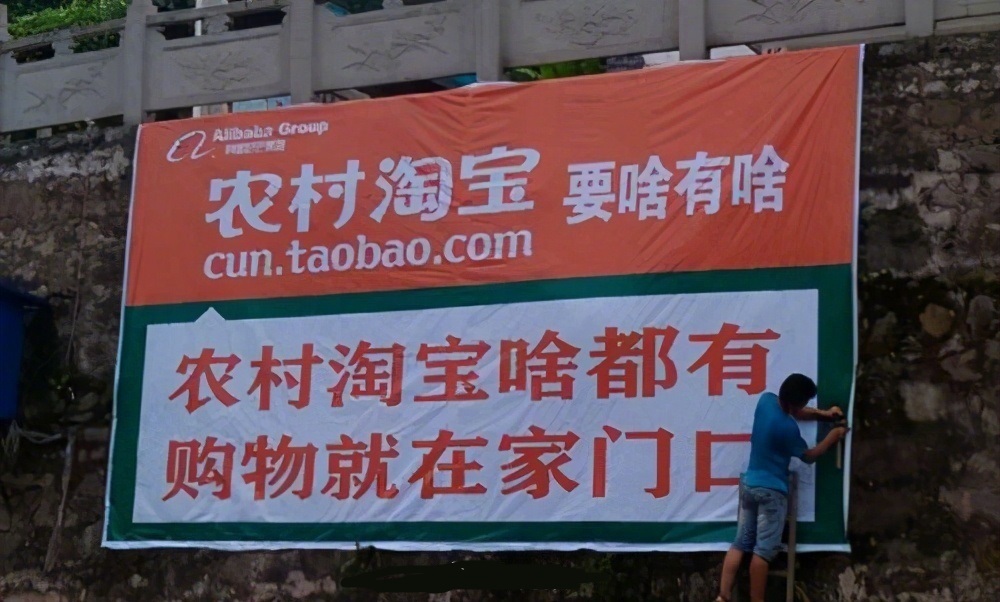 Alibaba Group
农村淘宝 要啥有啥
cun.taobao.com
农村淘宝啥都有
购物就在家门口